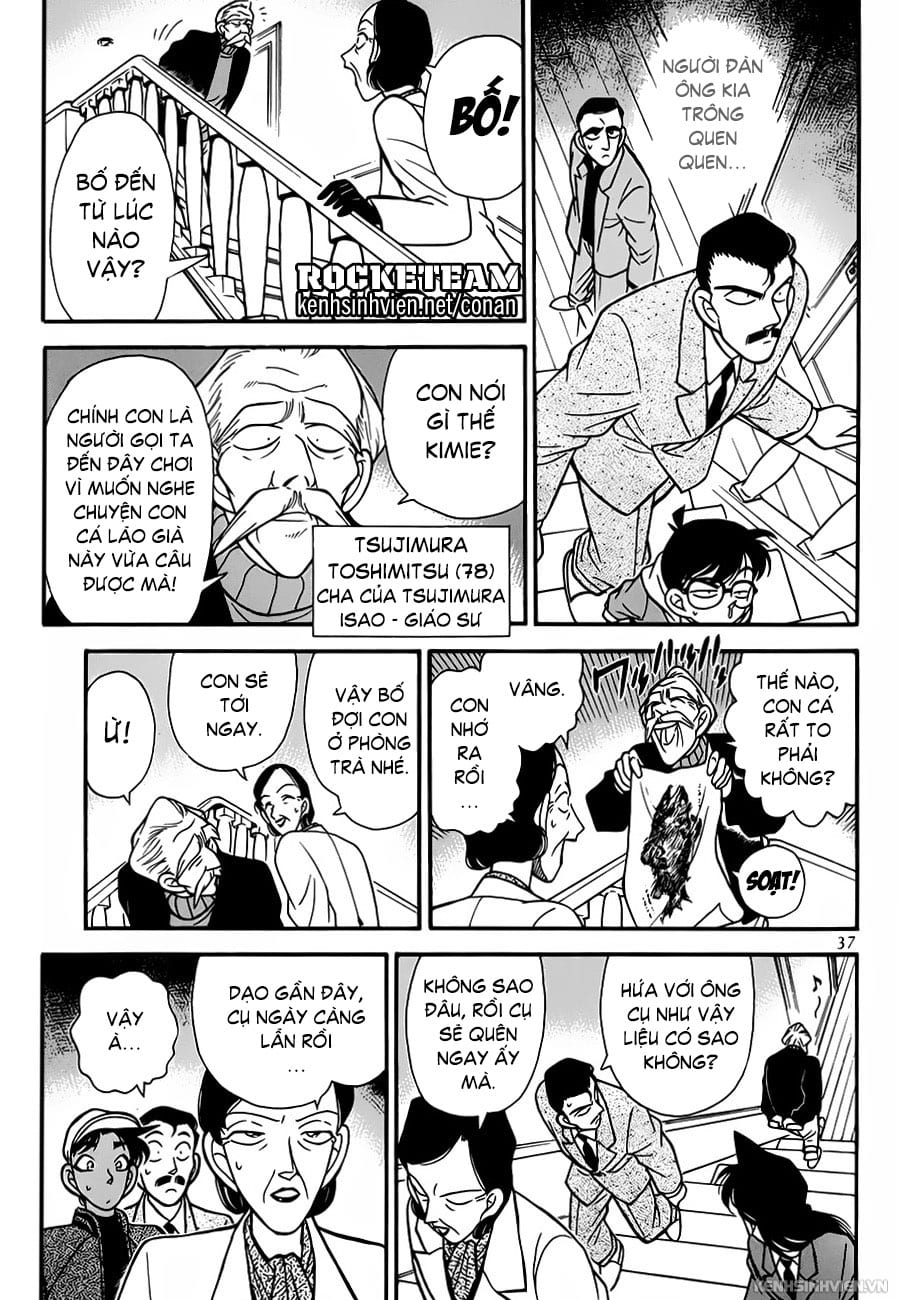 BỐ!
BỐ ĐẾN
TỪ LÚC
NÀO
VẬY?
ROCKETEAM
kenhsinhvien.net/conan
NGƯỜI ĐÀN
ÔNG KIA
TRÔNG
QUEN
QUEN...
CON NÓI
GÌ THẾ
KIMIE?
CHÍNH CON LÀ
NGƯỜI GỌI TA
ĐẾN ĐÂY CHƠI
VÌ MUỐN NGHE
CHUYỆN CON
CÁ LÃO GIÀ
NÀY VỪA CÂU
ĐƯỢC MÀ!
TSUJIMURA
TOSHIMITSU (78)
CHA CỦA TSUJIMURA
ISAO - GIÁO SƯ
VẬY BỐ
ĐỢI CON
Ở PHÒNG
TRÀ NHÉ.
CON SẼ
TỚI
NGAY.
Ừ!
THẾ NÀO,
CON CÁ
RẤT TO
PHẢI
KHÔNG?
SOẠT!
VÂNG.
CON
NHỚ
RA
RỒI
...
37
DẠO GẦN ĐÂY,
CỤ NGÀY CÀNG
LẪN RỒI
...
VẬY
À...
HỨA VỚI ÔNG
CỤ NHƯ VẬY
LIỆU CÓ SAO
KHÔNG?
KHÔNG SAO
ĐÂU, RỒI CỤ
SẼ QUÊN
NGAY ẤY
MÀ.
KENHSINHVIEN.VN